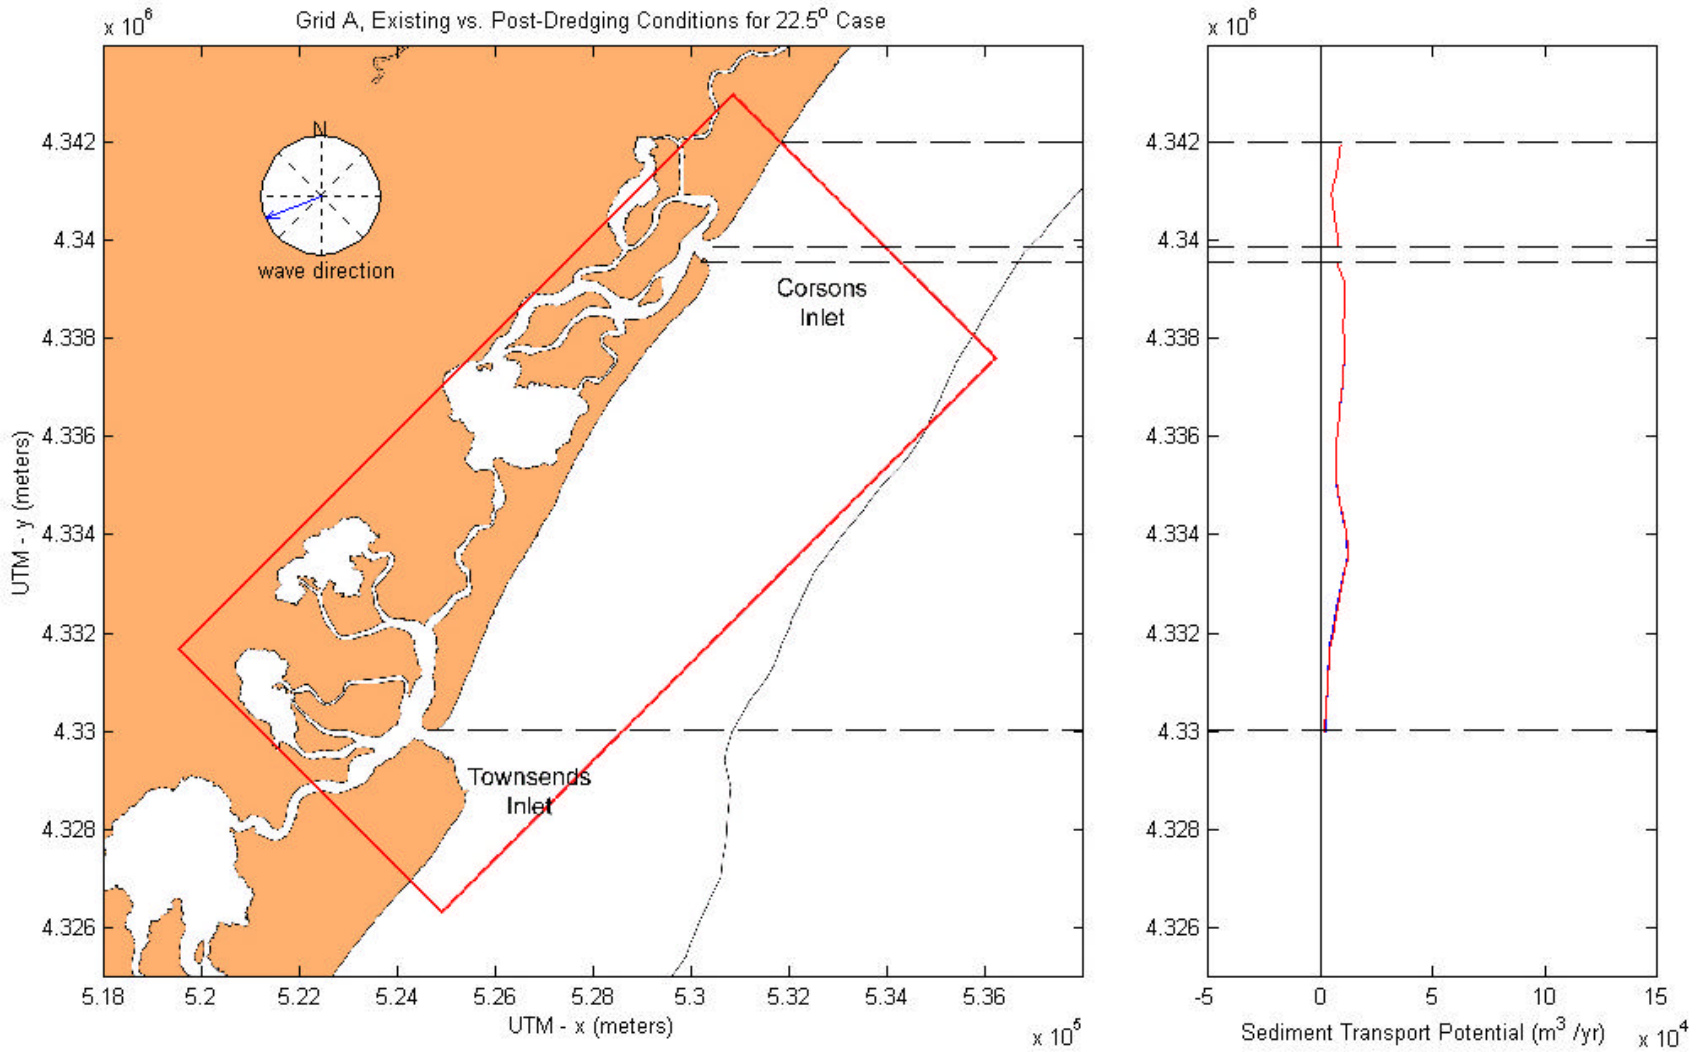 Grid A, Existing vs. Post-Dredging Conditions for 22.5° Case
x 10⁶
4.342
4.34
4.338
4.336
4.334
4.332
4.33
4.328
4.326
UTM - y (meters)
N
wave direction
Corsons
Inlet
Townsends
Inlet
5.18
5.2
5.22
5.24
5.26
5.28
5.3
5.32
5.34
5.36
UTM - x (meters)
x 10⁵
x 10⁶
4.342
4.34
4.338
4.336
4.334
4.332
4.33
4.328
4.326
-5
0
5
10
15
Sediment Transport Potential (m³ /yr)
x 10⁴